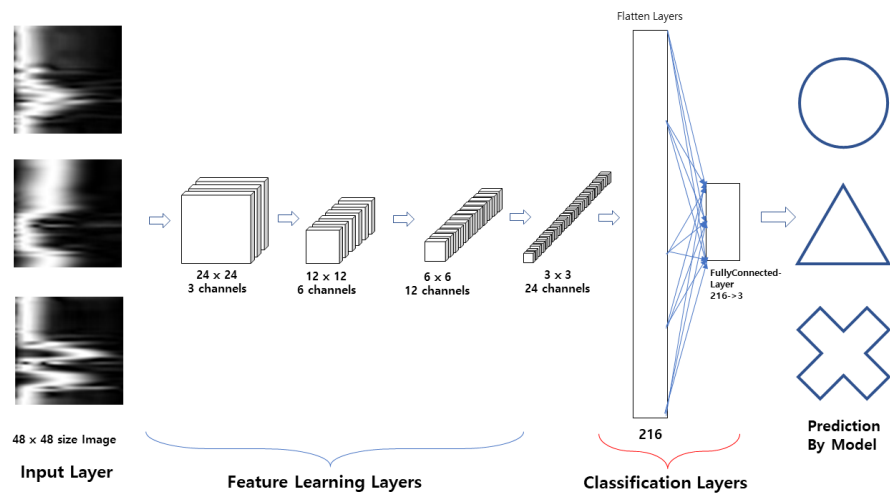 Flatten Layers
24 × 24
3 channels
12 × 12
6 channels
6 x 6
12 channels
3 × 3
24 channels
FullyConnected-
Layer
216->3
216
48 × 48 size Image
Input Layer
Feature Learning Layers
Classification Layers
Prediction
By Model